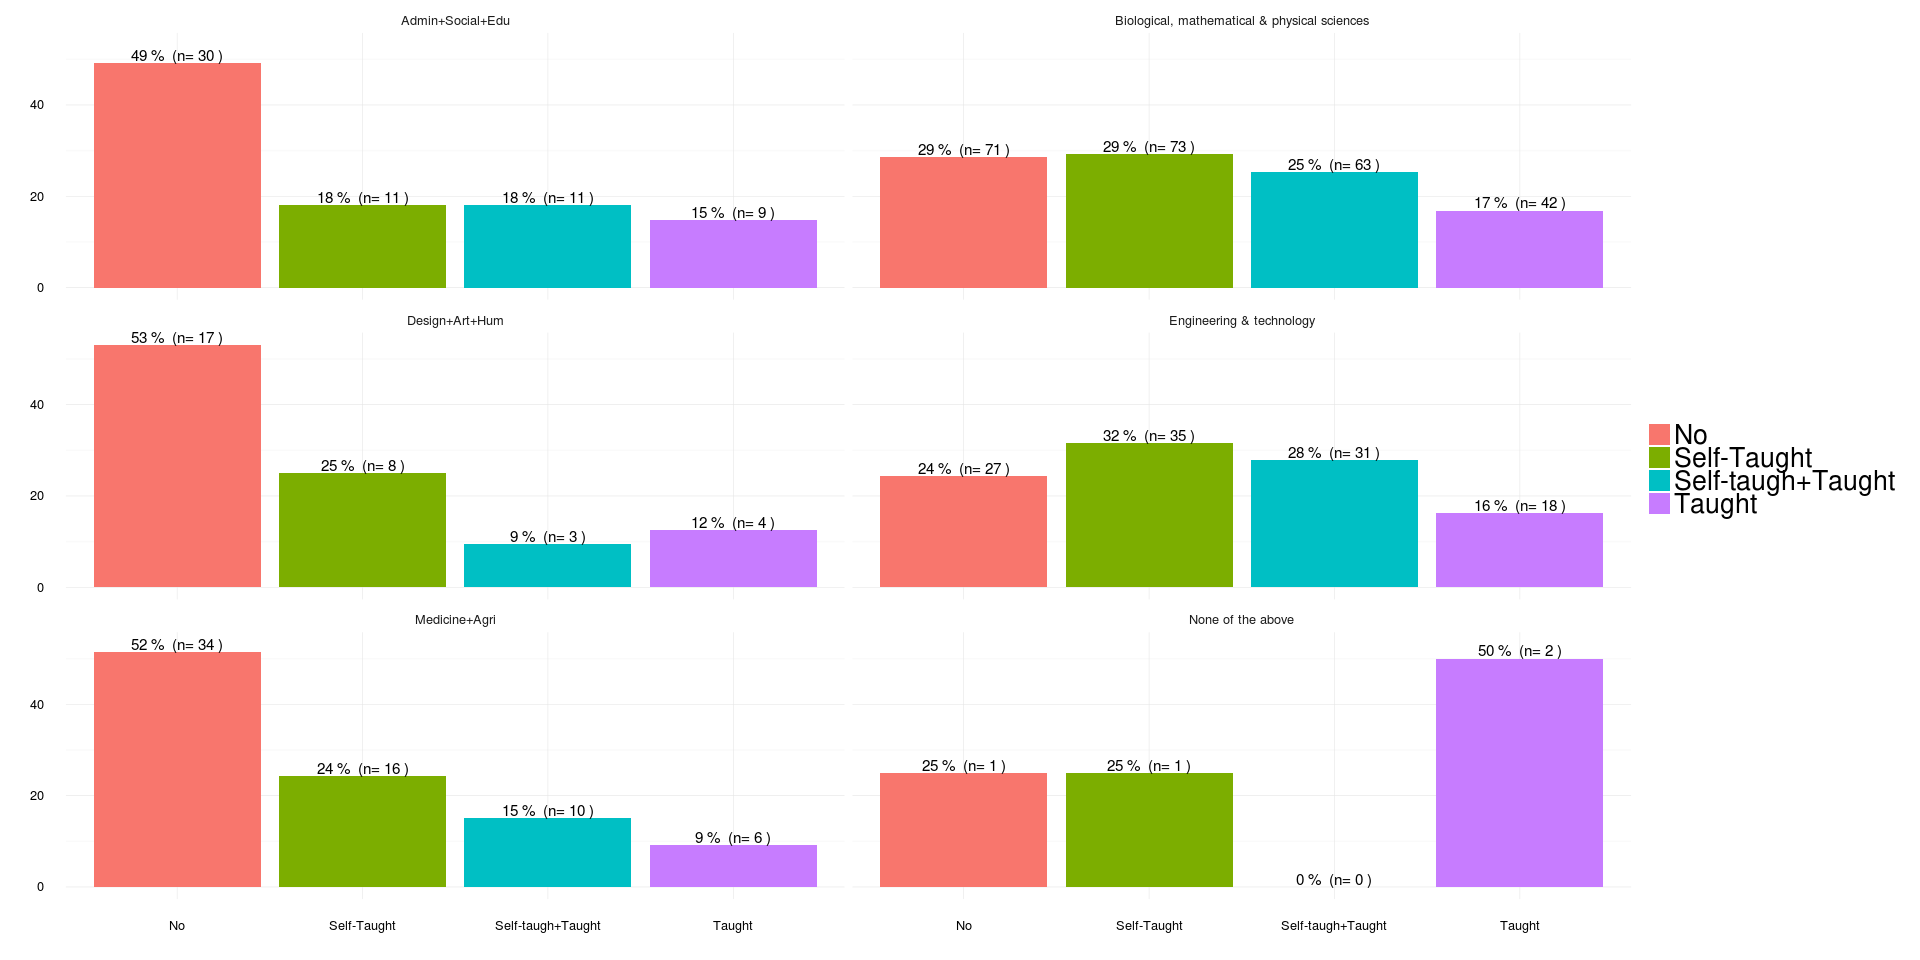 Admin+Social+Edu
Biological, mathematical & physical sciences
49 % (n= 30 )
40
29 % (n= 71 )
29 % (n= 73 )
25 % (n= 63 )
20
18 % (n= 11 )
18 % (n= 11 )
15 % (n= 9 )
17 % (n= 42 )
0
Design+Art+Hum
Engineering & technology
53 % (n= 17 )
40
25 % (n= 8 )
24 % (n= 27 )
32 % (n= 35 )
28 % (n= 31 )
20
9 % (n= 3 )
12 % (n= 4 )
16 % (n= 18 )
0
Medicine+Agri
None of the above
52 % (n= 34 )
50 % (n= 2 )
40
24 % (n= 16 )
25 % (n= 1 )
25 % (n= 1 )
20
15 % (n= 10 )
9 % (n= 6 )
0 % (n= 0 )
0
No
Self-Taught
Self-taugh+Taught
Taught
No
Self-Taught
Self-taugh+Taught
Taught
No
Self-Taught
Self-taugh+Taught
Taught